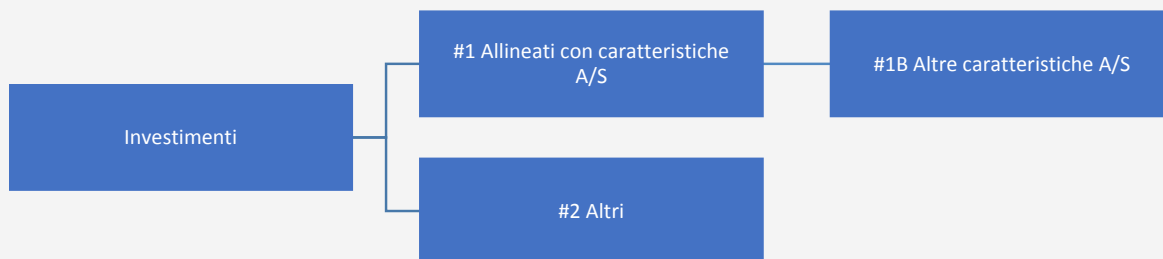 #1 Allineati con caratteristiche
A/S
#1B Altre caratteristiche A/S
Investimenti
#2 Altri